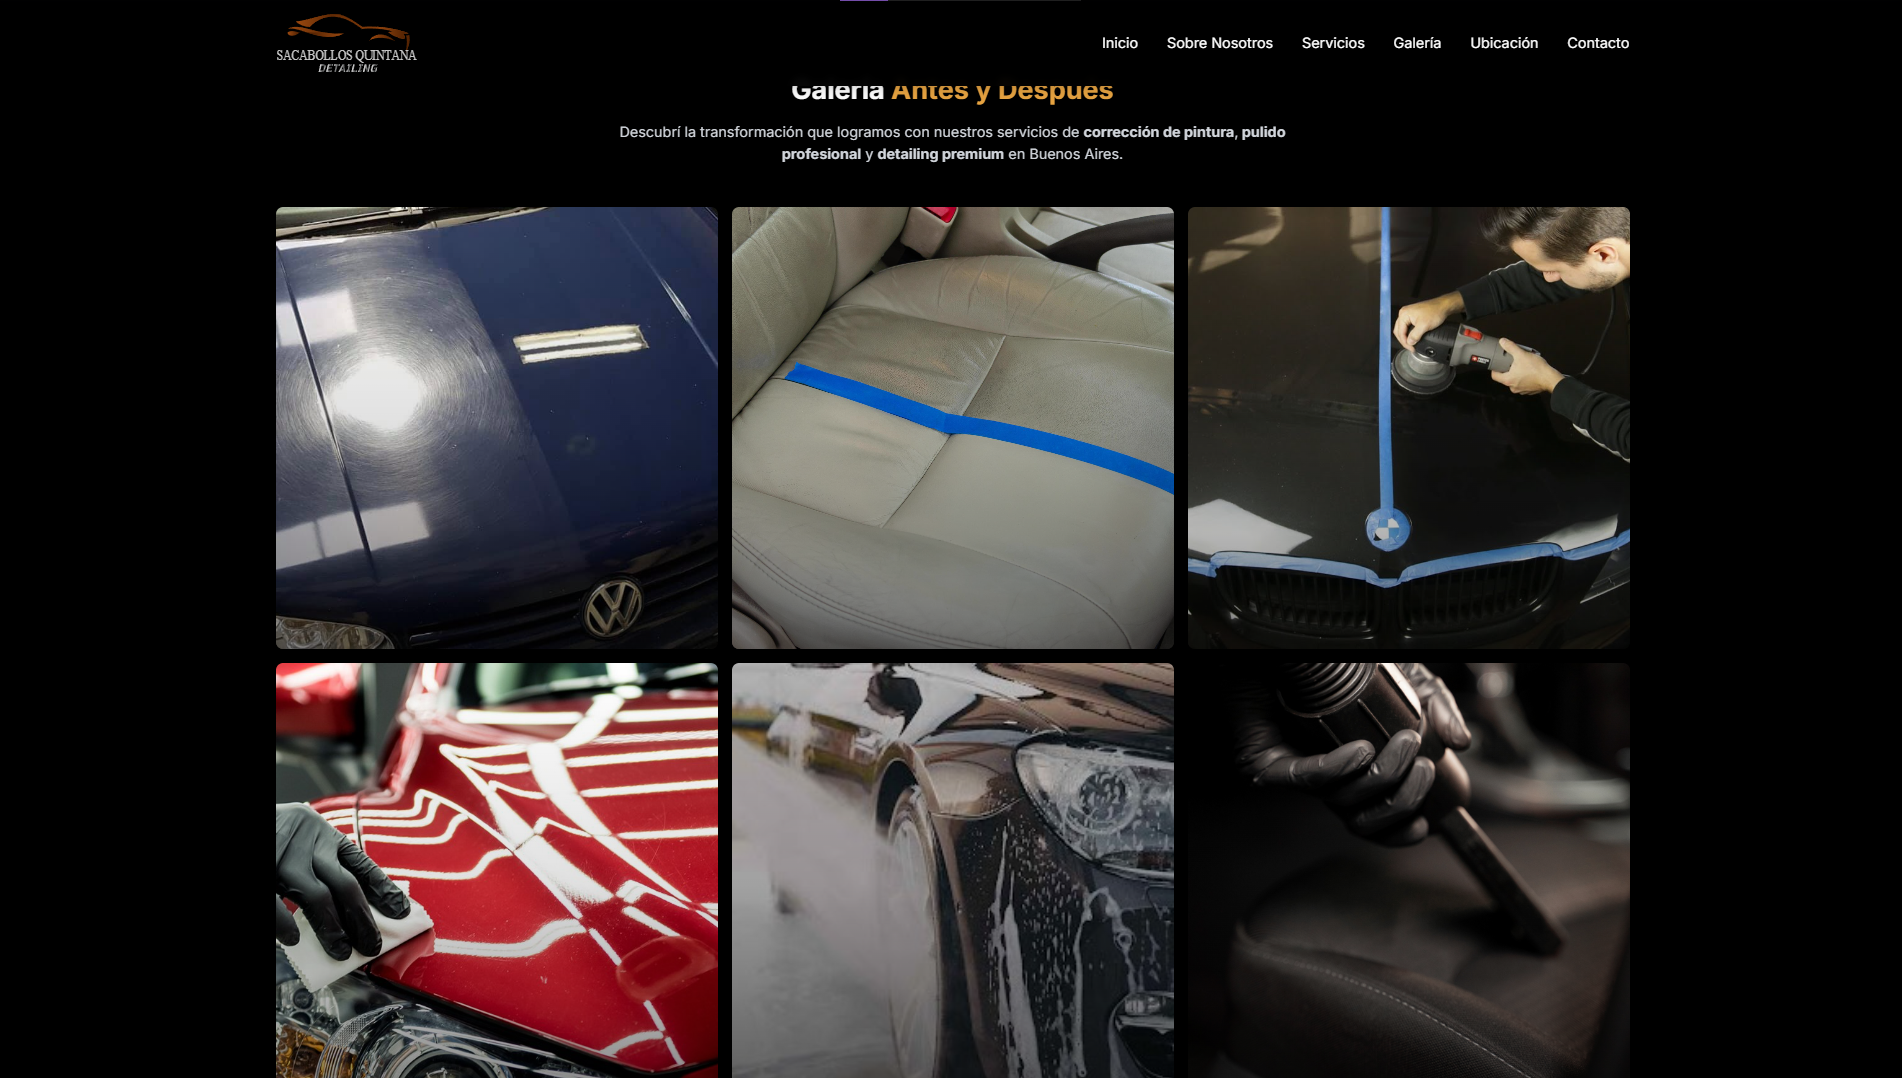 SACABOLLOS QUINTANA
DETAILING
Inicio
Sobre Nosotros
Servicios
Galería
Ubicación
Contacto
Galería Antes y Después
Descubrí la transformación que logramos con nuestros servicios de corrección de pintura, pulido
profesional y detailing premium en Buenos Aires.